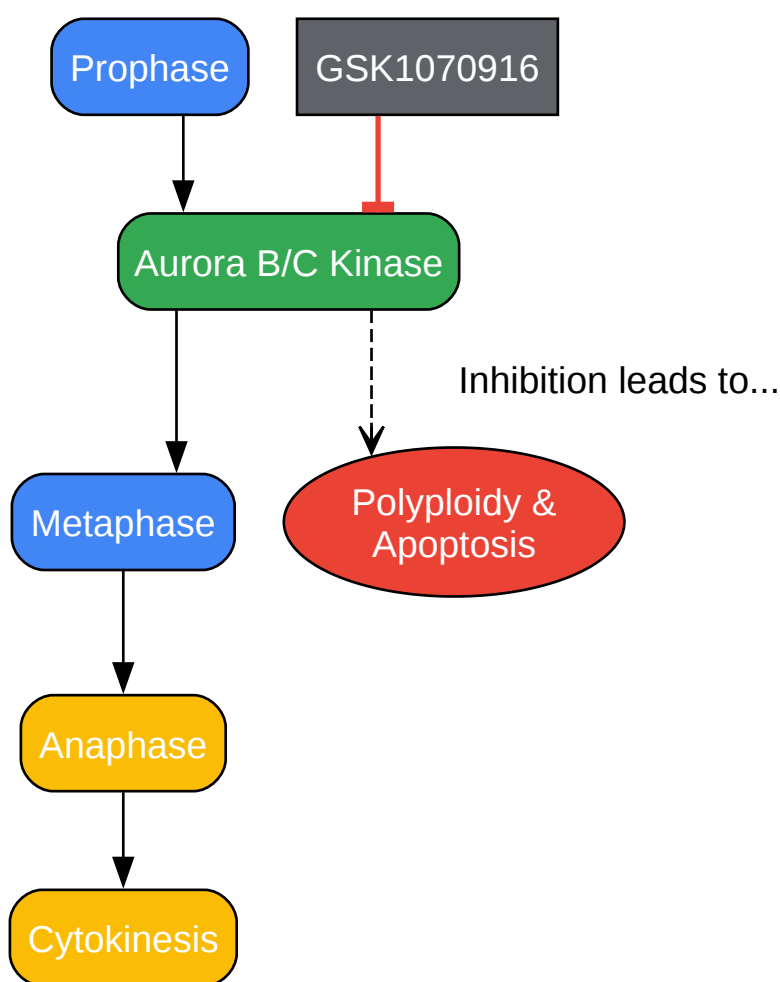 Prophase
GSK1070916
Aurora B/C Kinase
Inhibition leads to...
Metaphase
Polyploidy &
Apoptosis
Anaphase
Cytokinesis